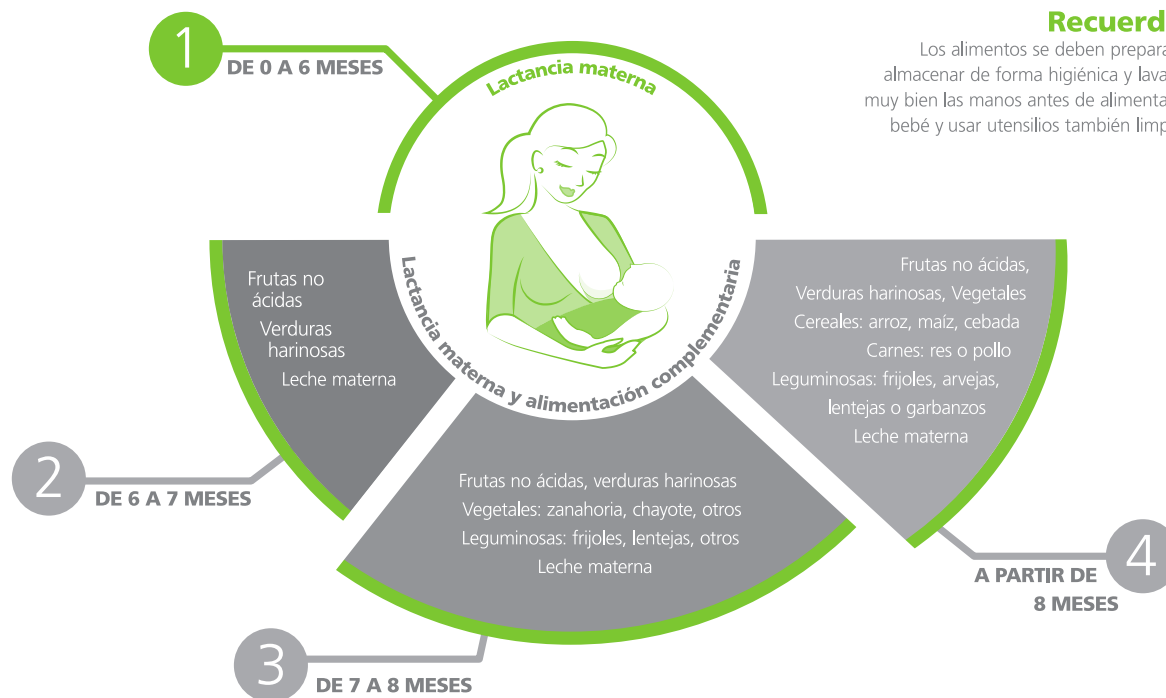 1
DE 0 A 6 MESES
Lactancia materna
Recuerd
Los alimentos se deben prepara
almacenar de forma higiénica y lava
muy bien las manos antes de alimenta
bebé y usar utensilios también limp
Lactancia materna y alimentación complementaria
Frutas no
ácidas
Verduras
harinosas
Leche materna
2
DE 6 A 7 MESES
Frutas no ácidas, verduras harinosas
Vegetales: zanahoria, chayote, otros
Leguminosas: frijoles, lentejas, otros
Leche materna
3
DE 7 A 8 MESES
Frutas no ácidas,
Verduras harinosas, Vegetales
Cereales: arroz, maíz, cebada
Carnes: res o pollo
Leguminosas: frijoles, arvejas,
lentejas o garbanzos
Leche materna
4
A PARTIR DE
8 MESES